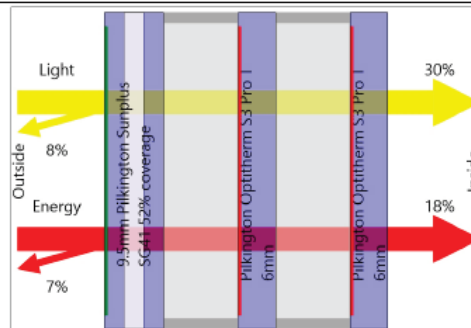 Light
30%
8%
Outside
9.5mm Pilkington Sunplus
SG41 52% coverage
Pilkington Optitherm S3 Pro T
6mm
Pilkington Optitherm S3 Pro T
6mm
Energy
18%
7%